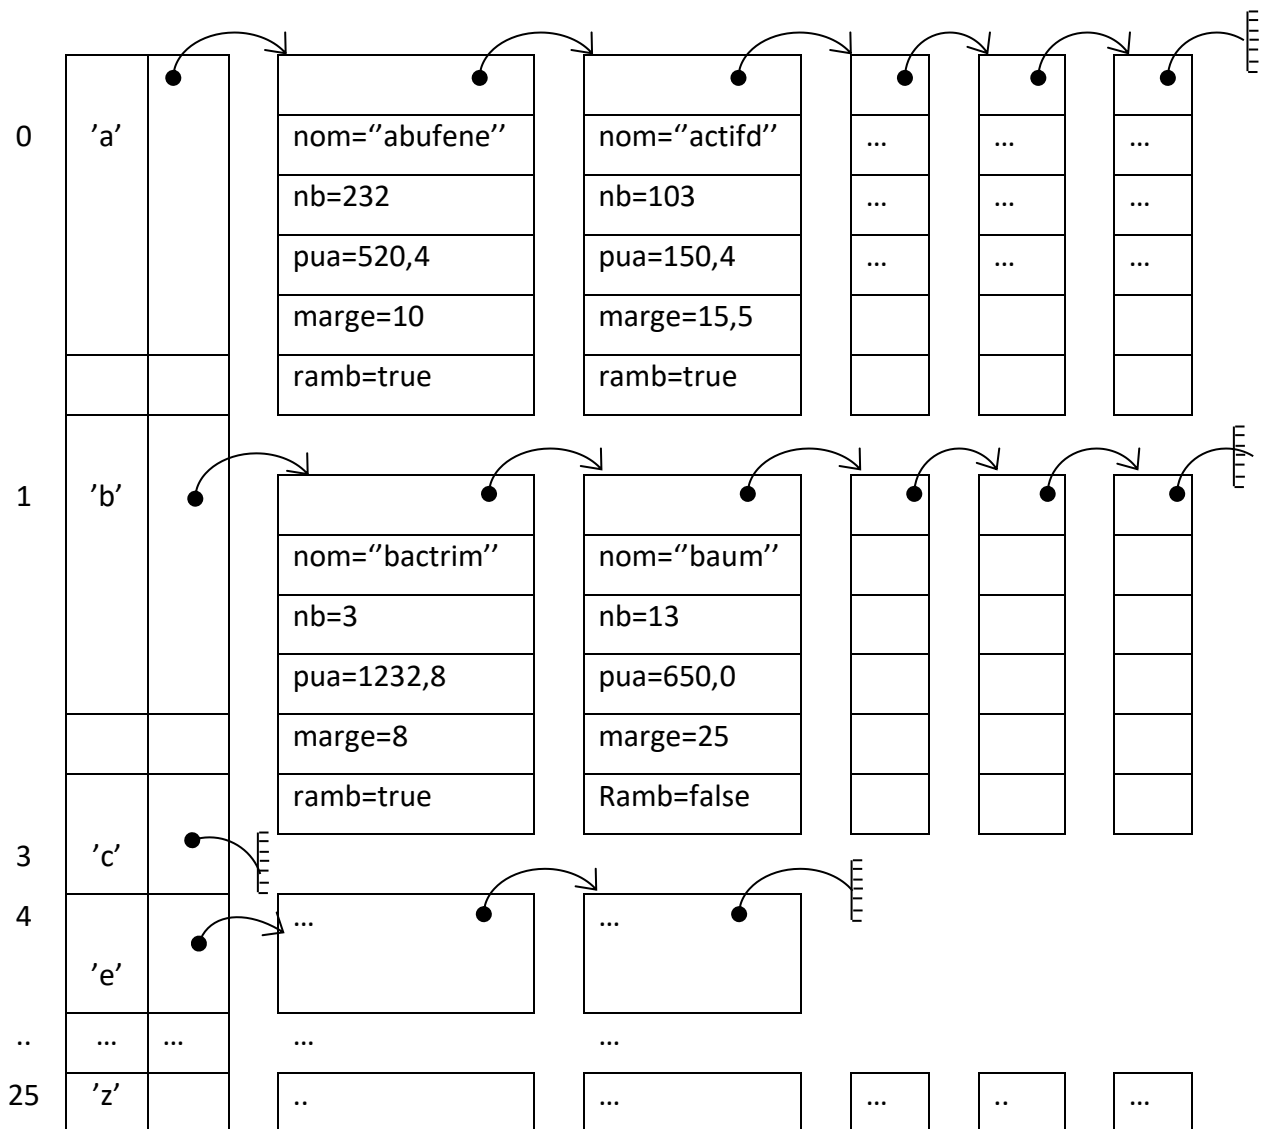 0 'a' nom=‘’abufene’’ nom=‘’actifd’’ ... ... ...
nb=232 nb=103 ... ... ...
pua=520,4 pua=150,4 ... ... ...
marge=10 marge=15,5
ramb=true ramb=true
1 'b'
nom=‘’bactrim’’ nom=‘’baum’’
nb=3 nb=13
pua=1232,8 pua=650,0
marge=8 marge=25
ramb=true Ramb=false
3 'c'
4 ... ...
'e'
.. ... ... ... ...
25 'z' .. ... ... .. ...